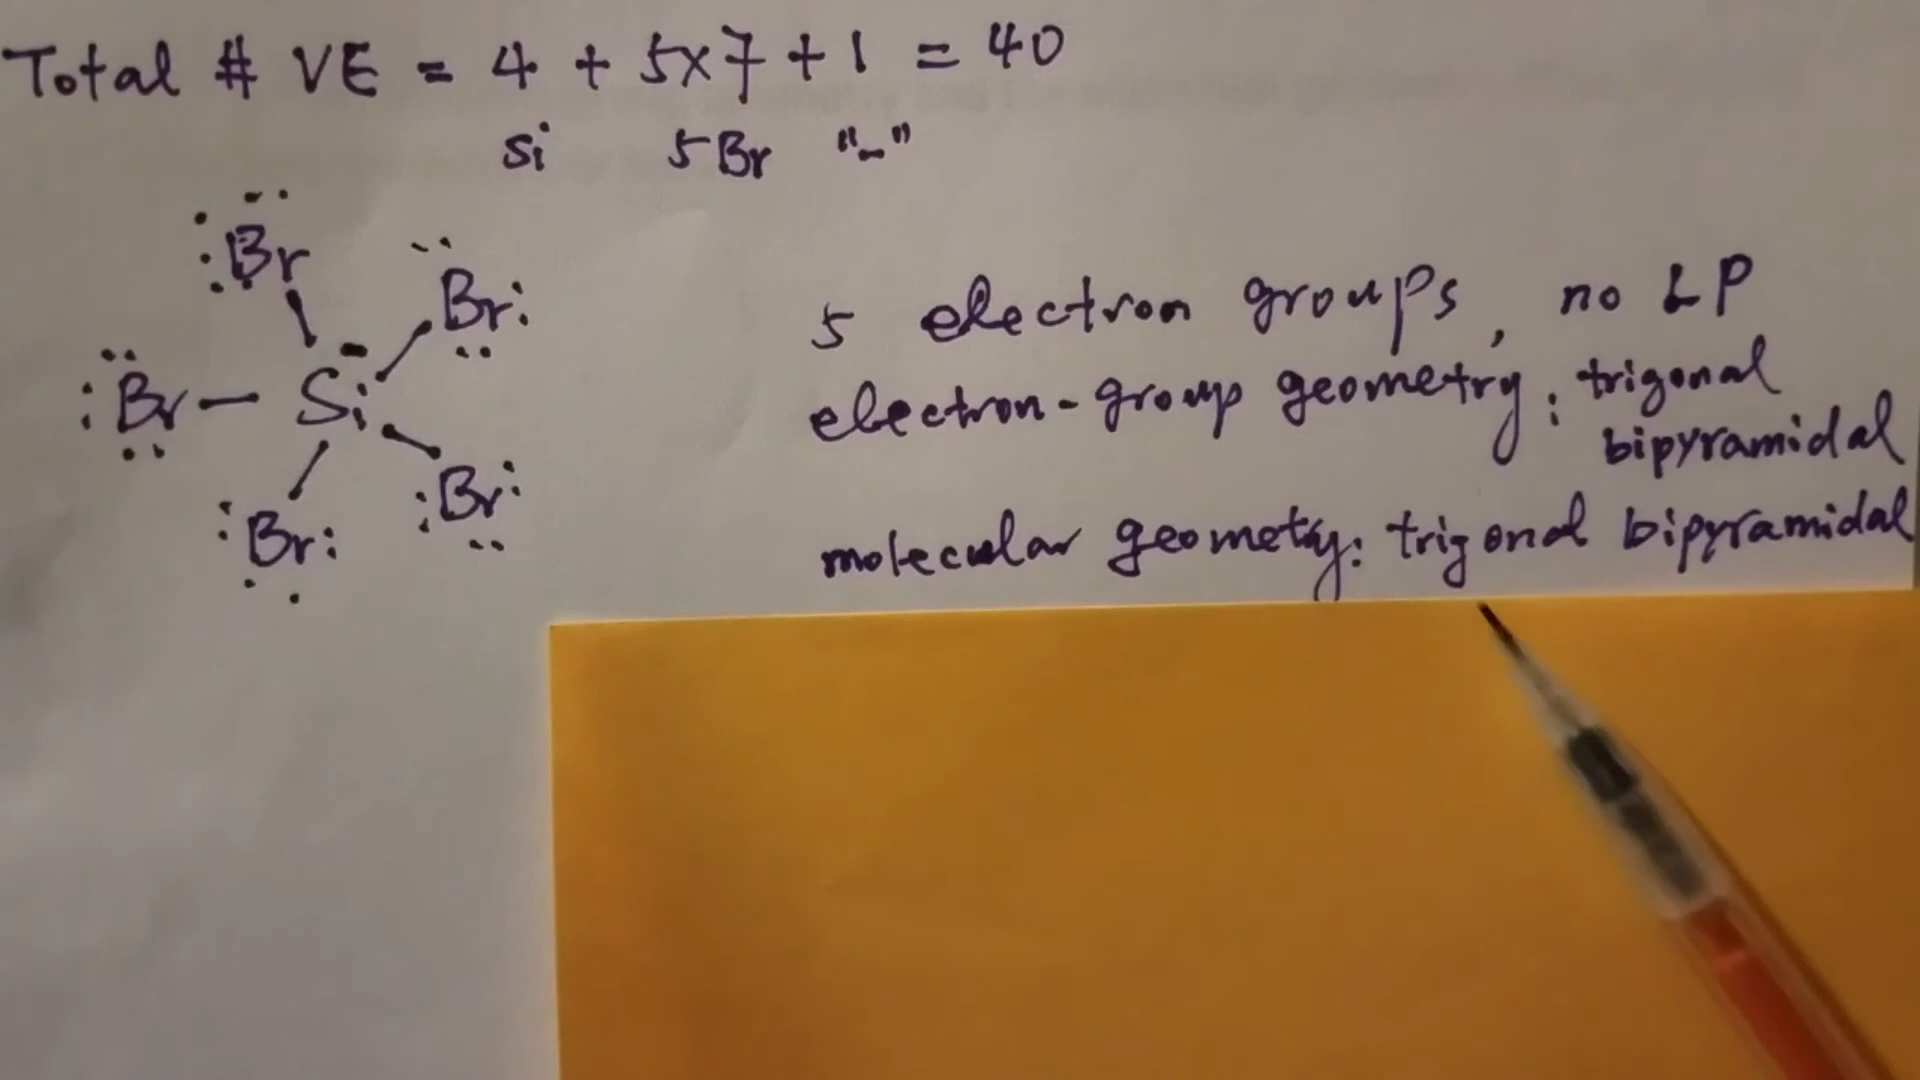 Total # VE = 4 + 5x7 + 1 = 40
Si 5Br "-"
Br
Br
Br - Si -
Br
Br
5 electron groups, no LP
electron-group geometry: trigonal
bipyramidal
molecular geometry: trigonal bipyramidal